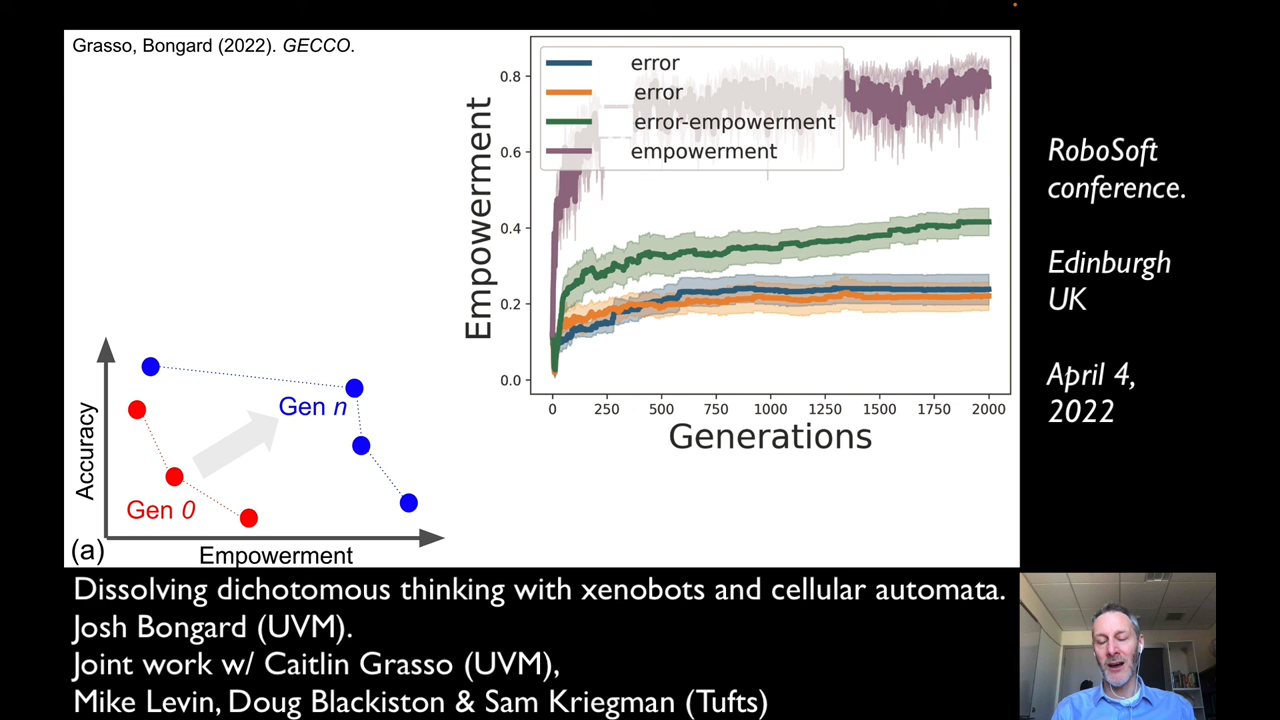 Grasso, Bongard (2022). GECCO.
error
error
error-empowerment
empowerment
Empowerment
0.8
0.6
0.4
0.2
0.0
0 250 500 750 1000 1250 1500 1750 2000
Generations
Accuracy
Gen n
Gen 0
(a)
Empowerment
RoboSoft
conference.
Edinburgh
UK
April 4,
2022
Dissolving dichotomous thinking with xenobots and cellular automata.
Josh Bongard (UVM).
Joint work w/ Caitlin Grasso (UVM),
Mike Levin, Doug Blackiston & Sam Kriegman (Tufts)